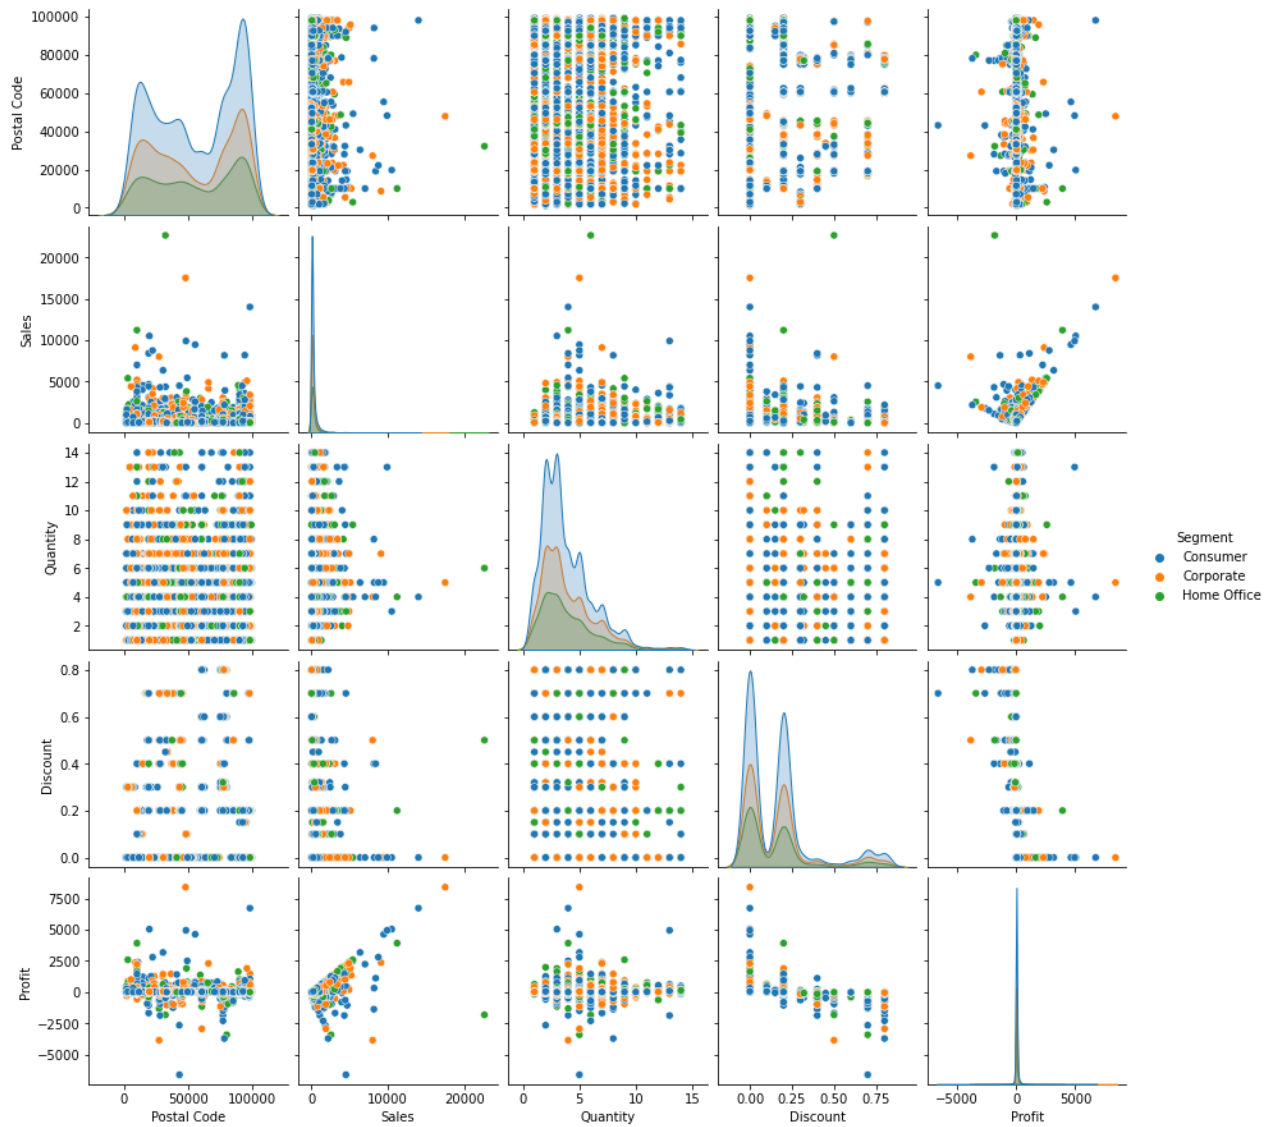 100000
80000
60000
40000
20000
0
Postal Code
20000
15000
10000
5000
0
Sales
14
12
10
8
6
4
2
Quantity
Segment
Consumer
Corporate
Home Office
0.8
0.6
0.4
0.2
0.0
Discount
7500
5000
2500
0
−2500
−5000
Profit
0 50000 100000 0 10000 20000 0 5 10 15 0.00 0.25 0.50 0.75 −5000 0 5000
Postal Code Sales Quantity Discount Profit